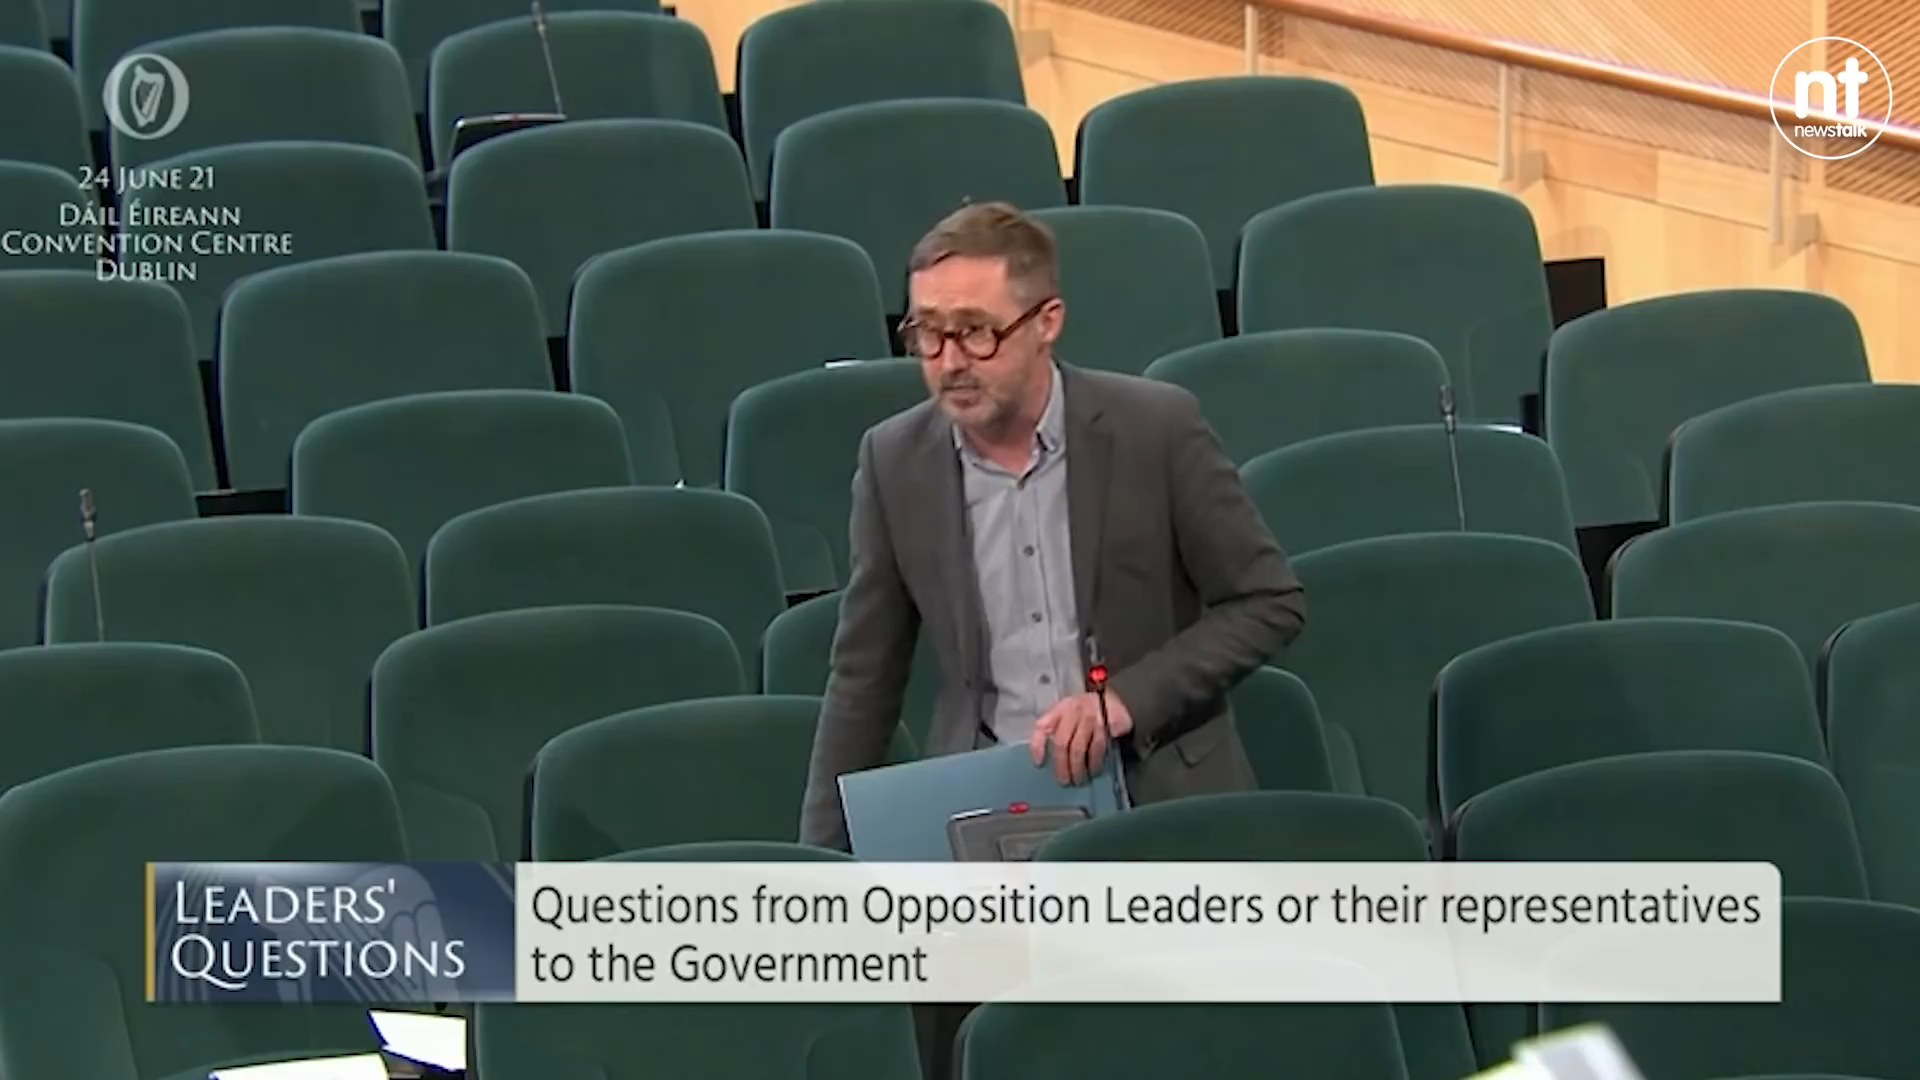 nt
newstalk
24 June 21
Dáil Éireann
Convention Centre
Dublin
Leaders'
Questions
Questions from Opposition Leaders or their representatives
to the Government